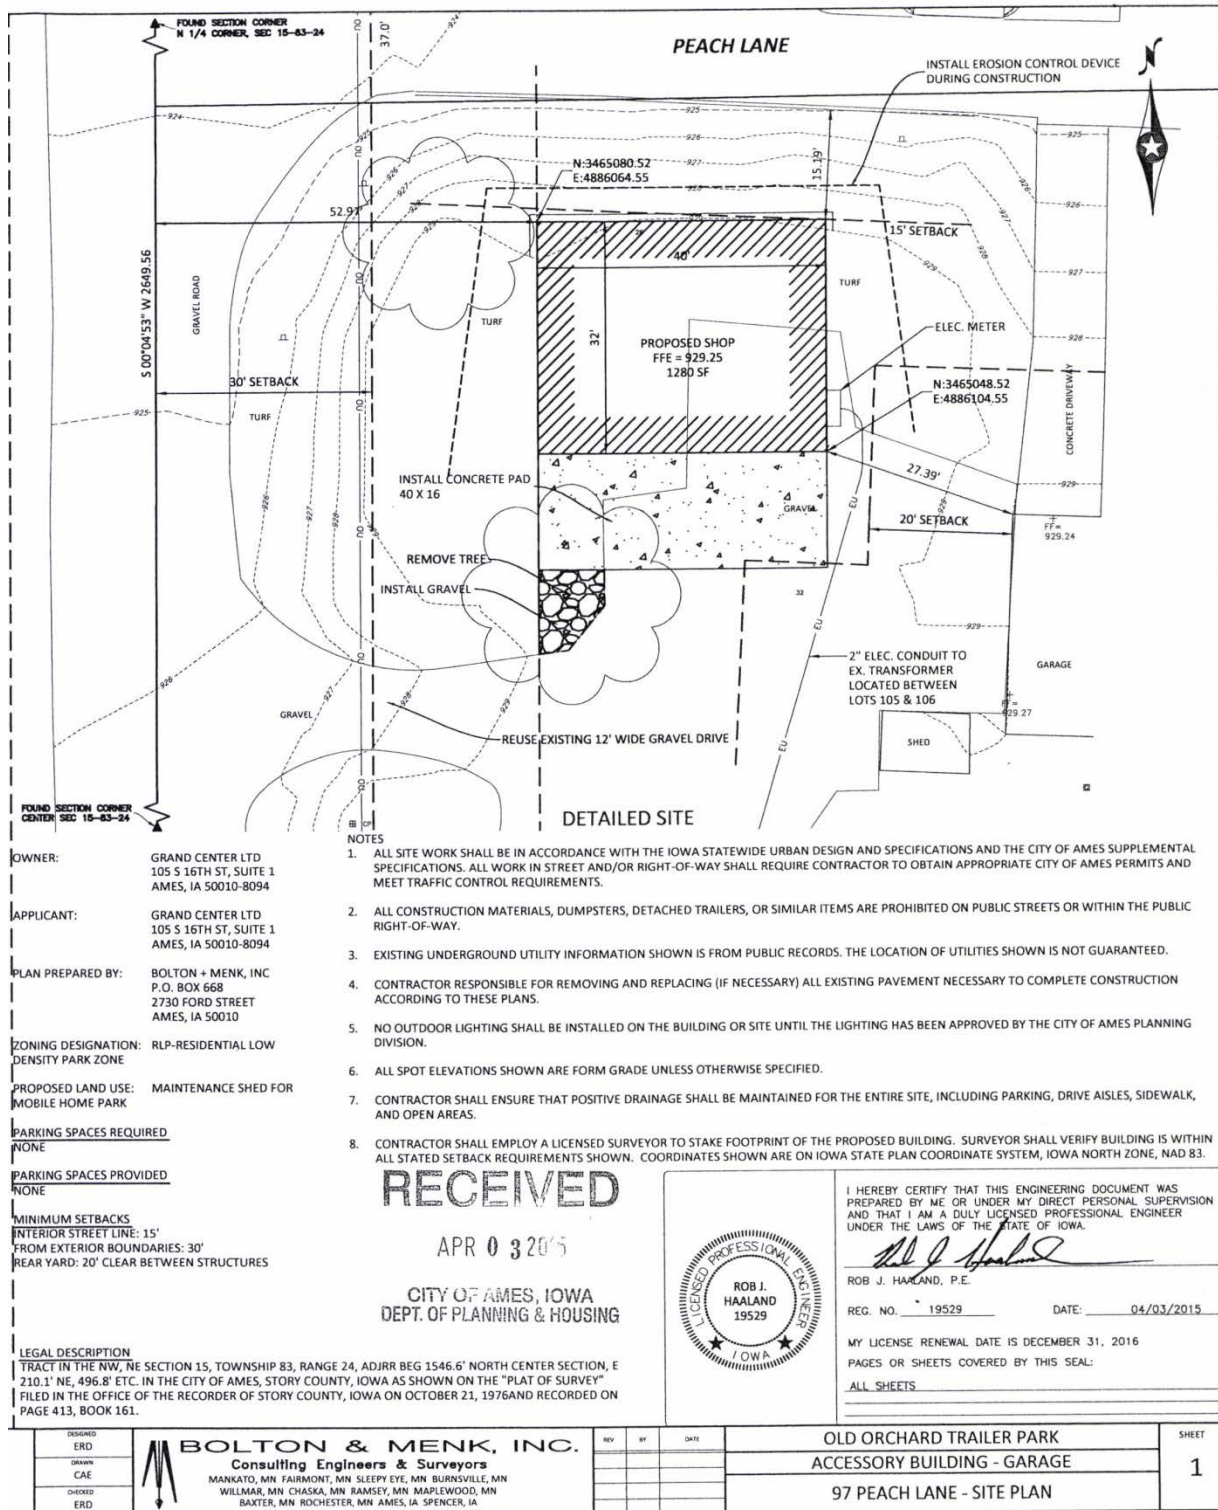 FOUND SECTION CORNER
N 1/4 CORNER, SEC 15-83-24
37.0'
PEACH LANE
INSTALL EROSION CONTROL DEVICE
DURING CONSTRUCTION
N
N:3465080.52
E:4886064.55
15.19'
52.97'
15' SETBACK
40'
S 00°04'53" W 2649.56
GRAVEL ROAD
TURF
TURF
32'
PROPOSED SHOP
FFE = 929.25
1280 SF
ELEC. METER
N:3465048.52
E:4886104.55
CONCRETE DRIVEWAY
30' SETBACK
TURF
27.39'
INSTALL CONCRETE PAD
40 X 16
GRAVEL
20' SETBACK
FF=
929.24
REMOVE TREE
INSTALL GRAVEL
2" ELEC. CONDUIT TO
EX. TRANSFORMER
LOCATED BETWEEN
LOTS 105 & 106
GARAGE
FF=
929.27
GRAVEL
REUSE EXISTING 12' WIDE GRAVEL DRIVE
SHED
EU
EU
EU
FOUND SECTION CORNER
CENTER SEC 15-83-24
DETAILED SITE
OWNER: GRAND CENTER LTD
105 S 16TH ST, SUITE 1
AMES, IA 50010-8094
APPLICANT: GRAND CENTER LTD
105 S 16TH ST, SUITE 1
AMES, IA 50010-8094
PLAN PREPARED BY: BOLTON + MENK, INC
P.O. BOX 668
2730 FORD STREET
AMES, IA 50010
ZONING DESIGNATION: RLP-RESIDENTIAL LOW
DENSITY PARK ZONE
PROPOSED LAND USE: MAINTENANCE SHED FOR
MOBILE HOME PARK
PARKING SPACES REQUIRED
NONE
PARKING SPACES PROVIDED
NONE
MINIMUM SETBACKS
INTERIOR STREET LINE: 15'
FROM EXTERIOR BOUNDARIES: 30'
REAR YARD: 20' CLEAR BETWEEN STRUCTURES
NOTES
1. ALL SITE WORK SHALL BE IN ACCORDANCE WITH THE IOWA STATEWIDE URBAN DESIGN AND SPECIFICATIONS AND THE CITY OF AMES SUPPLEMENTAL
SPECIFICATIONS. ALL WORK IN STREET AND/OR RIGHT-OF-WAY SHALL REQUIRE CONTRACTOR TO OBTAIN APPROPRIATE CITY OF AMES PERMITS AND
MEET TRAFFIC CONTROL REQUIREMENTS.
2. ALL CONSTRUCTION MATERIALS, DUMPSTERS, DETACHED TRAILERS, OR SIMILAR ITEMS ARE PROHIBITED ON PUBLIC STREETS OR WITHIN THE PUBLIC
RIGHT-OF-WAY.
3. EXISTING UNDERGROUND UTILITY INFORMATION SHOWN IS FROM PUBLIC RECORDS. THE LOCATION OF UTILITIES SHOWN IS NOT GUARANTEED.
4. CONTRACTOR RESPONSIBLE FOR REMOVING AND REPLACING (IF NECESSARY) ALL EXISTING PAVEMENT NECESSARY TO COMPLETE CONSTRUCTION
ACCORDING TO THESE PLANS.
5. NO OUTDOOR LIGHTING SHALL BE INSTALLED ON THE BUILDING OR SITE UNTIL THE LIGHTING HAS BEEN APPROVED BY THE CITY OF AMES PLANNING
DIVISION.
6. ALL SPOT ELEVATIONS SHOWN ARE FORM GRADE UNLESS OTHERWISE SPECIFIED.
7. CONTRACTOR SHALL ENSURE THAT POSITIVE DRAINAGE SHALL BE MAINTAINED FOR THE ENTIRE SITE, INCLUDING PARKING, DRIVE AISLES, SIDEWALK,
AND OPEN AREAS.
8. CONTRACTOR SHALL EMPLOY A LICENSED SURVEYOR TO STAKE FOOTPRINT OF THE PROPOSED BUILDING. SURVEYOR SHALL VERIFY BUILDING IS WITHIN
ALL STATED SETBACK REQUIREMENTS SHOWN. COORDINATES SHOWN ARE ON IOWA STATE PLAN COORDINATE SYSTEM, IOWA NORTH ZONE, NAD 83.
RECEIVED
APR 03 2015
CITY OF AMES, IOWA
DEPT. OF PLANNING & HOUSING
LICENSED PROFESSIONAL ENGINEER
ROB J.
HAALAND
19529
IOWA
I HEREBY CERTIFY THAT THIS ENGINEERING DOCUMENT WAS
PREPARED BY ME OR UNDER MY DIRECT PERSONAL SUPERVISION
AND THAT I AM A DULY LICENSED PROFESSIONAL ENGINEER
UNDER THE LAWS OF THE STATE OF IOWA.
ROB J. HAALAND, P.E.
REG. NO. 19529 DATE: 04/03/2015
MY LICENSE RENEWAL DATE IS DECEMBER 31, 2016
PAGES OR SHEETS COVERED BY THIS SEAL:
ALL SHEETS
LEGAL DESCRIPTION
TRACT IN THE NW, NE SECTION 15, TOWNSHIP 83, RANGE 24, ADJRR BEG 1546.6' NORTH CENTER SECTION, E
210.1' NE, 496.8' ETC. IN THE CITY OF AMES, STORY COUNTY, IOWA AS SHOWN ON THE "PLAT OF SURVEY"
FILED IN THE OFFICE OF THE RECORDER OF STORY COUNTY, IOWA ON OCTOBER 21, 1976AND RECORDED ON
PAGE 413, BOOK 161.
DESIGNED
ERD
DRAWN
CAE
CHECKED
ERD
BOLTON & MENK, INC.
Consulting Engineers & Surveyors
MANKATO, MN FAIRMONT, MN SLEEPY EYE, MN BURNSVILLE, MN
WILLMAR, MN CHASKA, MN RAMSEY, MN MAPLEWOOD, MN
BAXTER, MN ROCHESTER, MN AMES, IA SPENCER, IA
REV BY DATE
OLD ORCHARD TRAILER PARK
ACCESSORY BUILDING - GARAGE
97 PEACH LANE - SITE PLAN
SHEET
1